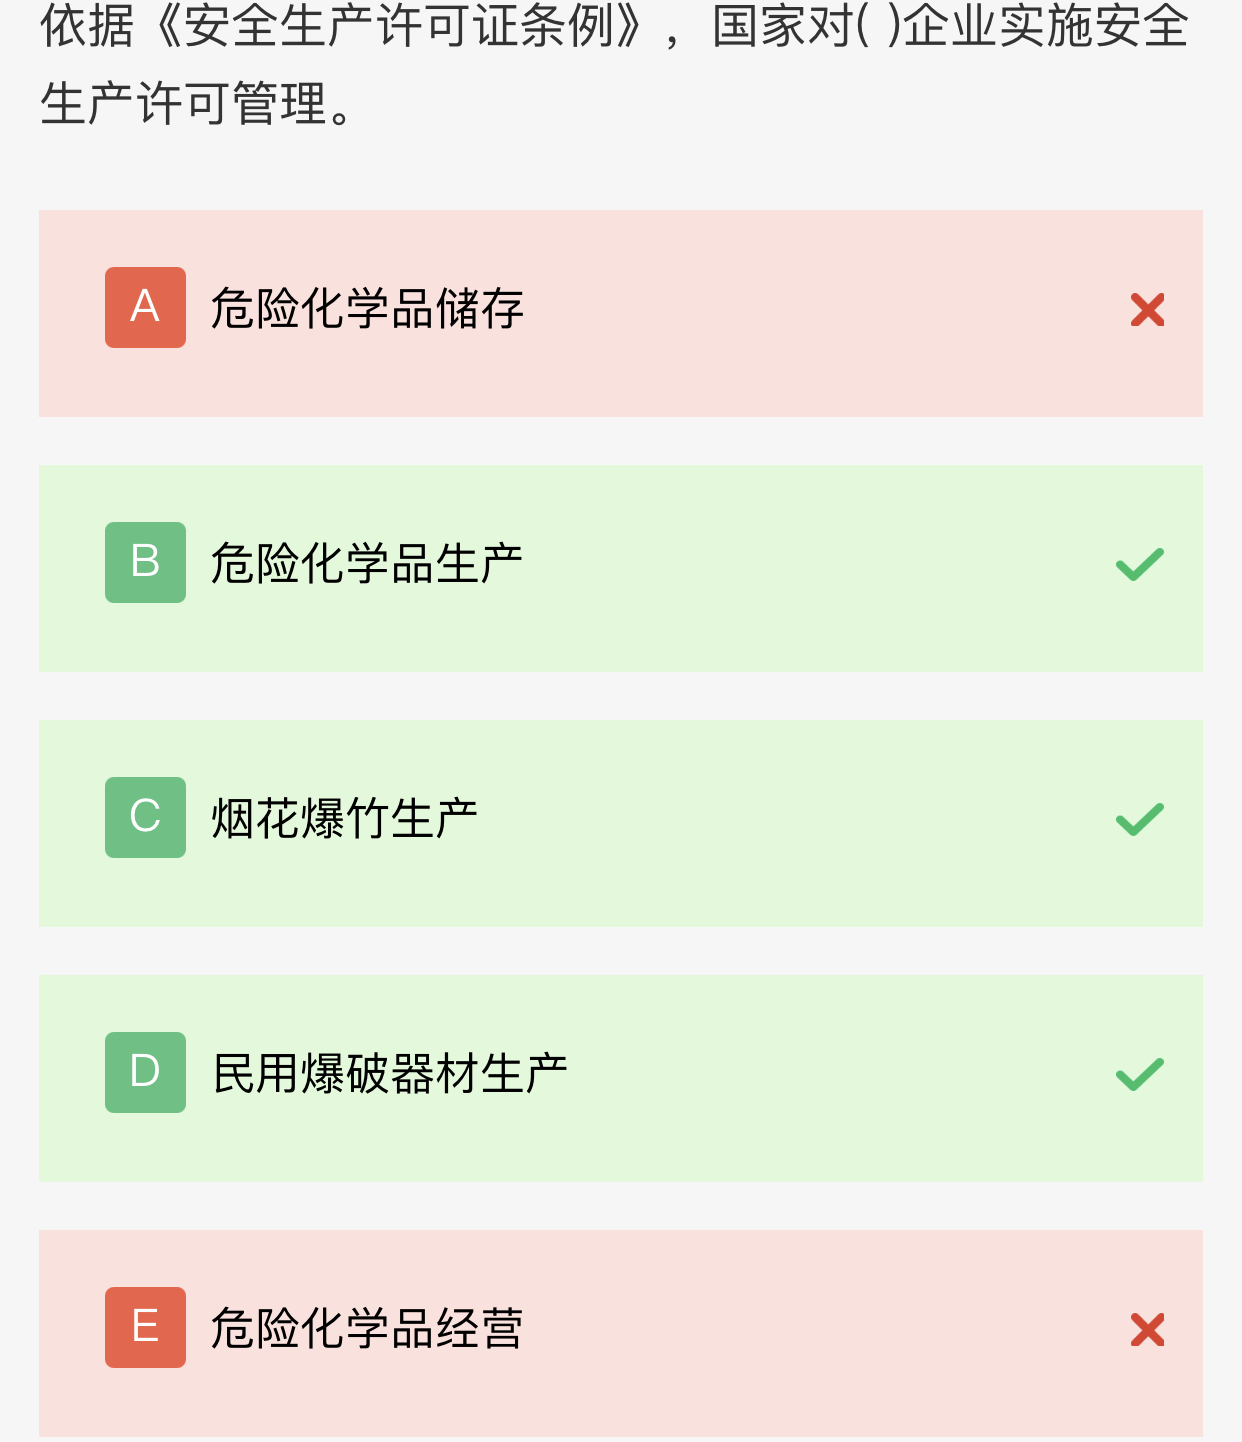 依据《安全生产许可证条例》，国家对( )企业实施安全
生产许可管理。
A 危险化学品储存
B 危险化学品生产
C 烟花爆竹生产
D 民用爆破器材生产
E 危险化学品经营